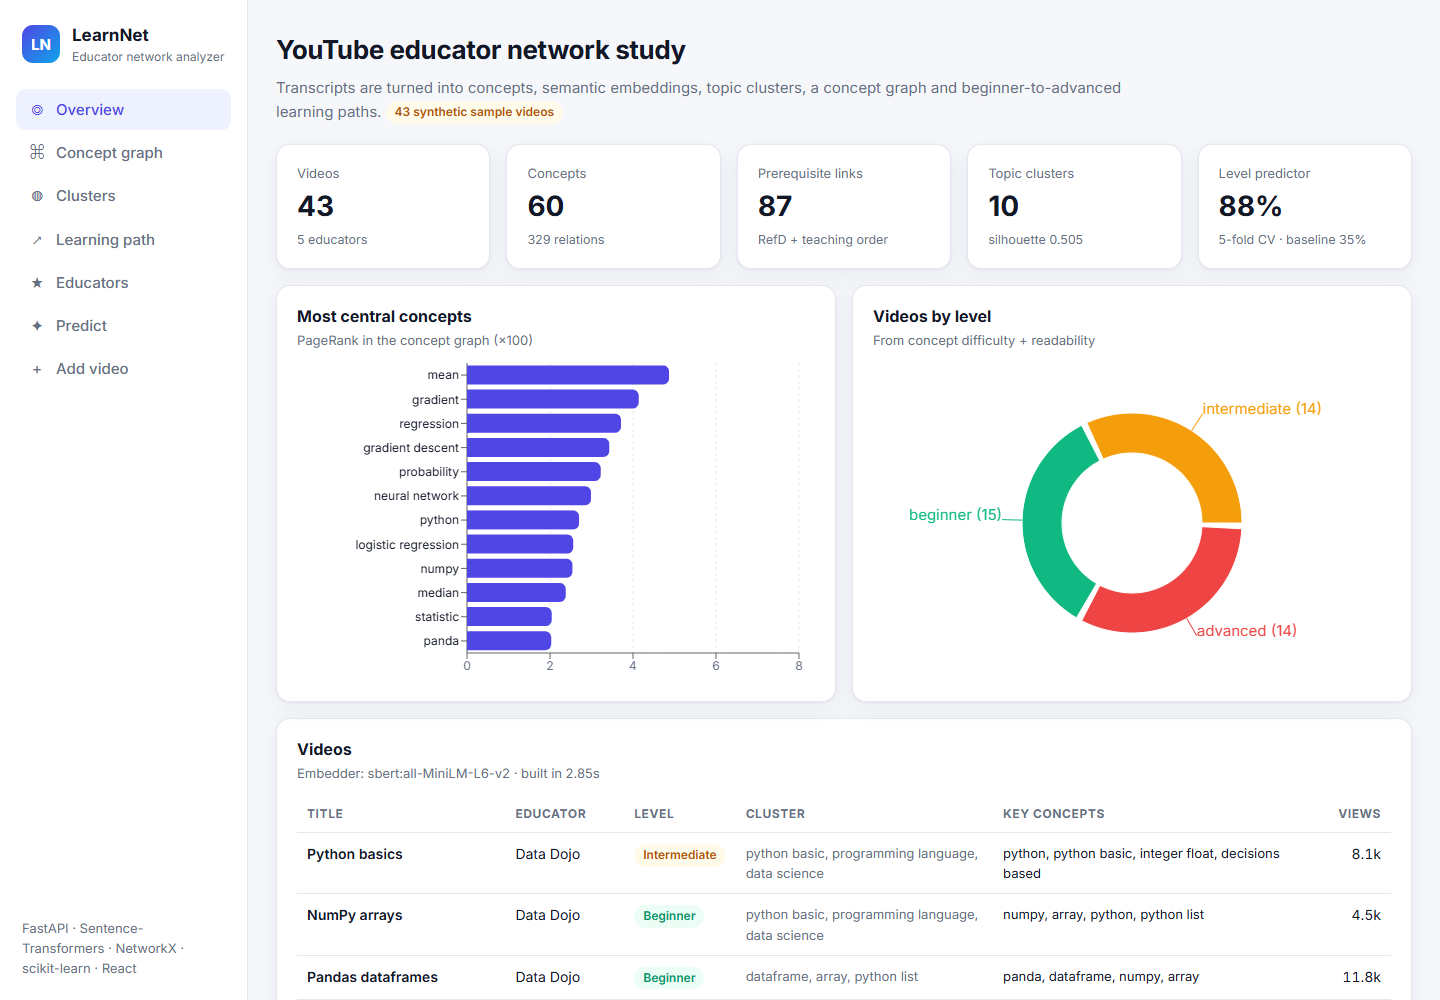 LN
LearnNet
Educator network analyzer
Overview
Concept graph
Clusters
Learning path
Educators
Predict
Add video
FastAPI · Sentence-
Transformers · NetworkX ·
scikit-learn · React
YouTube educator network study
Transcripts are turned into concepts, semantic embeddings, topic clusters, a concept graph and beginner-to-advanced
learning paths. 43 synthetic sample videos
Videos
43
5 educators
Concepts
60
329 relations
Prerequisite links
87
RefD + teaching order
Topic clusters
10
silhouette 0.505
Level predictor
88%
5-fold CV · baseline 35%
Most central concepts
PageRank in the concept graph (×100)
mean
gradient
regression
gradient descent
probability
neural network
python
logistic regression
numpy
median
statistic
panda
0 2 4 6 8
Videos by level
From concept difficulty + readability
intermediate (14)
beginner (15)
advanced (14)
Videos
Embedder: sbert:all-MiniLM-L6-v2 · built in 2.85s
TITLE EDUCATOR LEVEL CLUSTER KEY CONCEPTS VIEWS
Python basics Data Dojo Intermediate python basic, programming language, python, python basic, integer float, decisions 8.1k
data science based
NumPy arrays Data Dojo Beginner python basic, programming language, numpy, array, python, python list 4.5k
data science
Pandas dataframes Data Dojo Beginner dataframe, array, python list panda, dataframe, numpy, array 11.8k